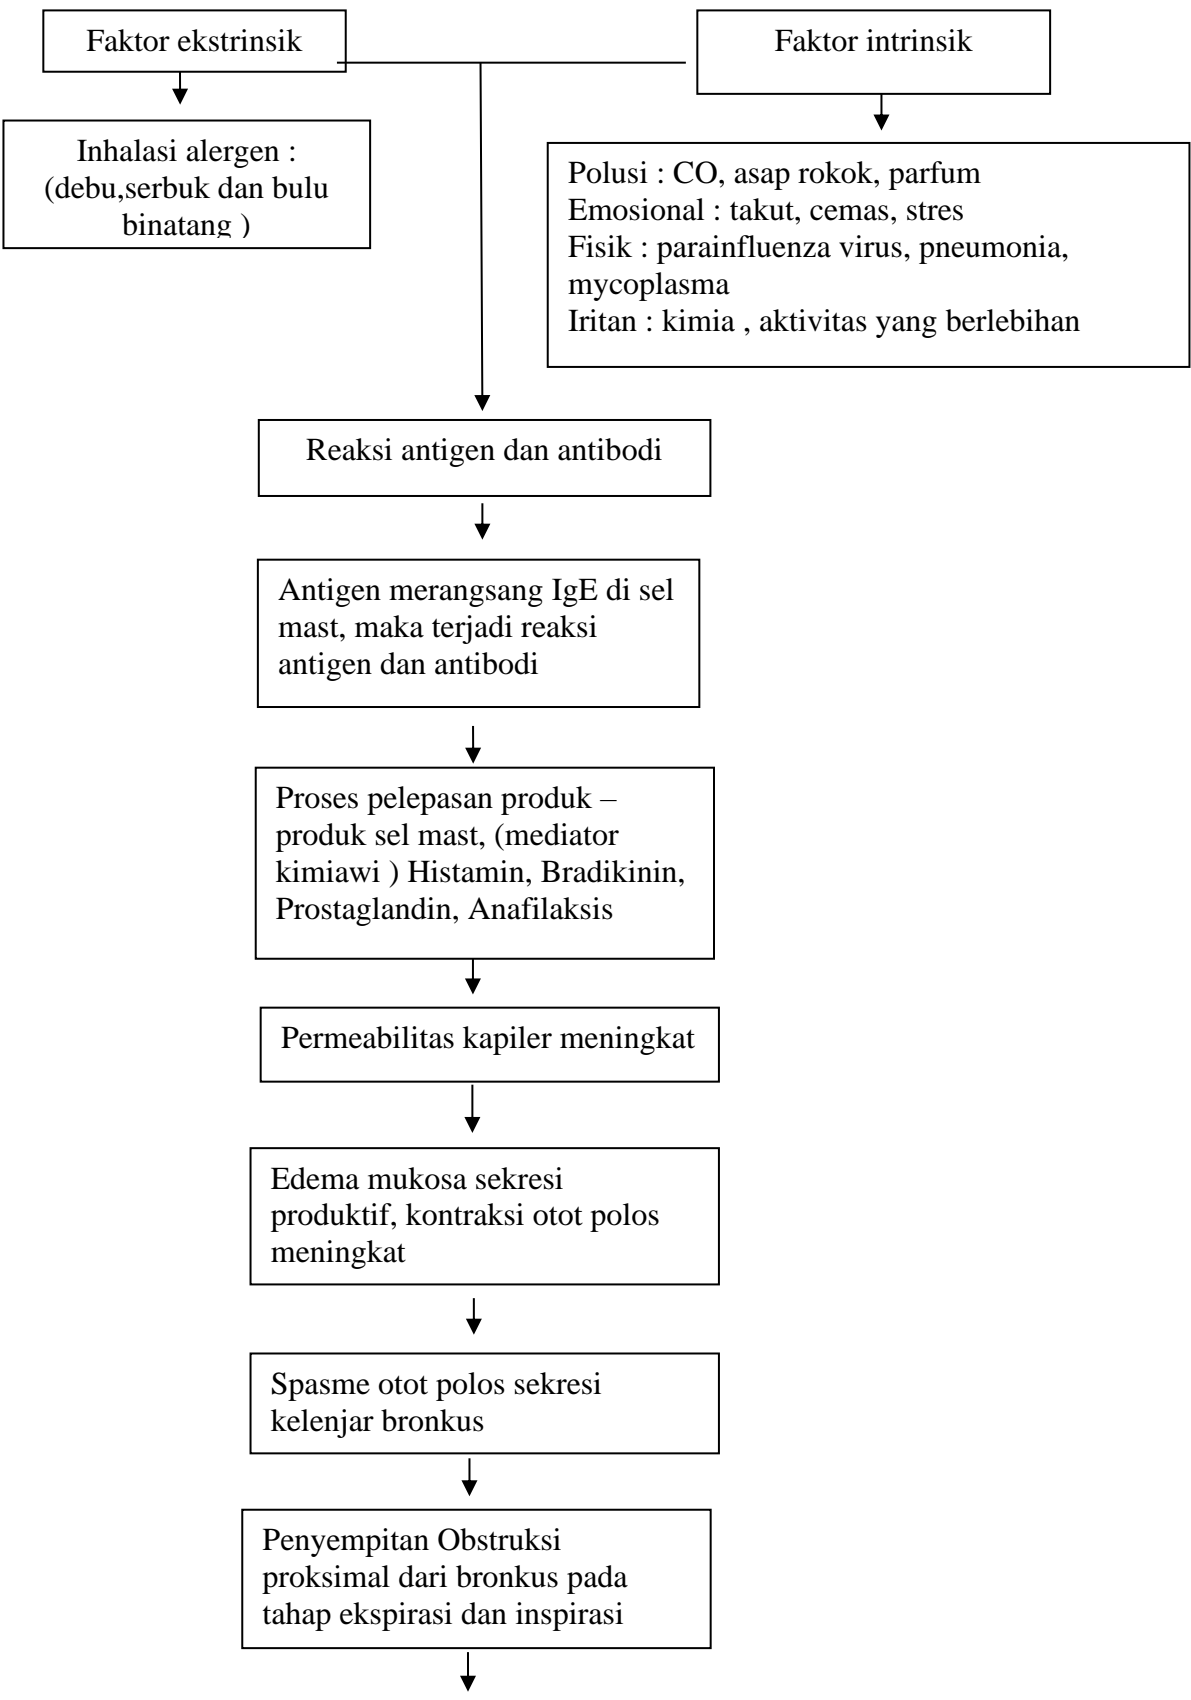 Faktor ekstrinsik
Faktor intrinsik
Inhalasi alergen :
(debu,serbuk dan bulu
binatang )
Polusi : CO, asap rokok, parfum
Emosional : takut, cemas, stres
Fisik : parainfluenza virus, pneumonia,
mycoplasma
Iritan : kimia , aktivitas yang berlebihan
Reaksi antigen dan antibodi
Antigen merangsang IgE di sel
mast, maka terjadi reaksi
antigen dan antibodi
Proses pelepasan produk –
produk sel mast, (mediator
kimiawi ) Histamin, Bradikinin,
Prostaglandin, Anafilaksis
Permeabilitas kapiler meningkat
Edema mukosa sekresi
produktif, kontraksi otot polos
meningkat
Spasme otot polos sekresi
kelenjar bronkus
Penyempitan Obstruksi
proksimal dari bronkus pada
tahap ekspirasi dan inspirasi